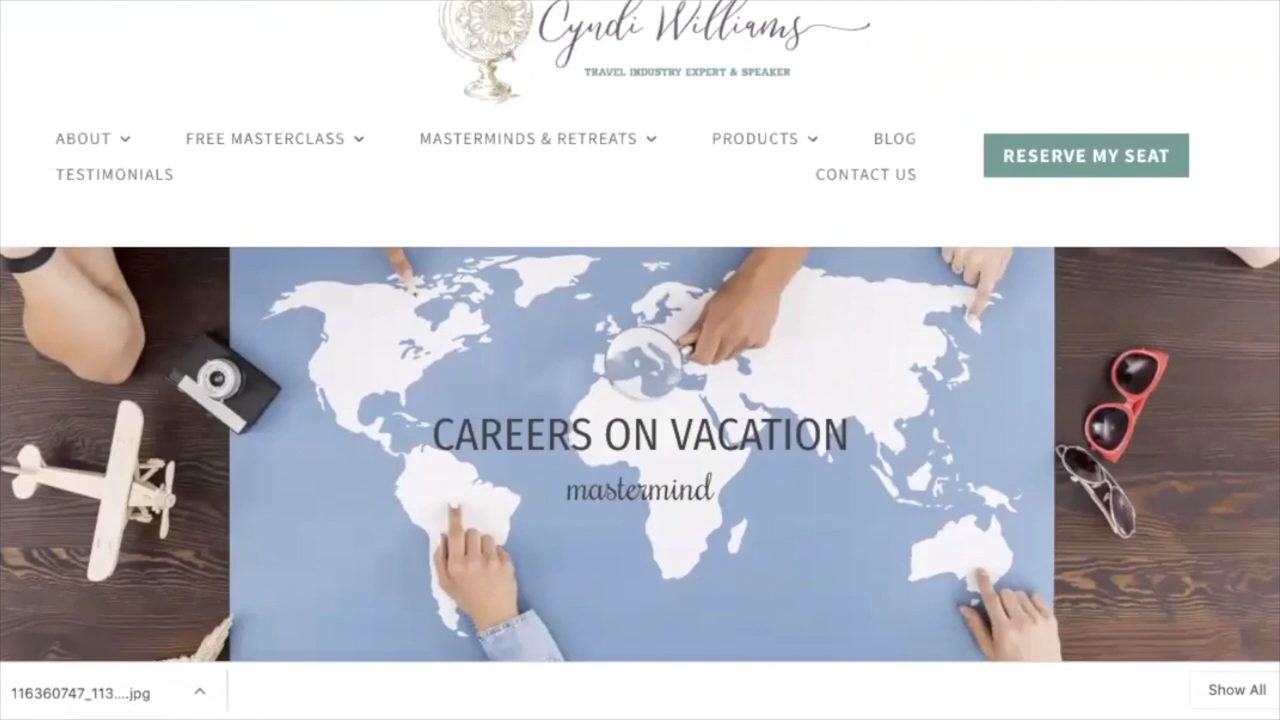 Cyndi Williams
TRAVEL INDUSTRY EXPERT & SPEAKER
ABOUT FREE MASTERCLASS MASTERMINDS & RETREATS PRODUCTS BLOG
TESTIMONIALS CONTACT US
RESERVE MY SEAT
CAREERS ON VACATION
mastermind
116360747_113....jpg
Show All